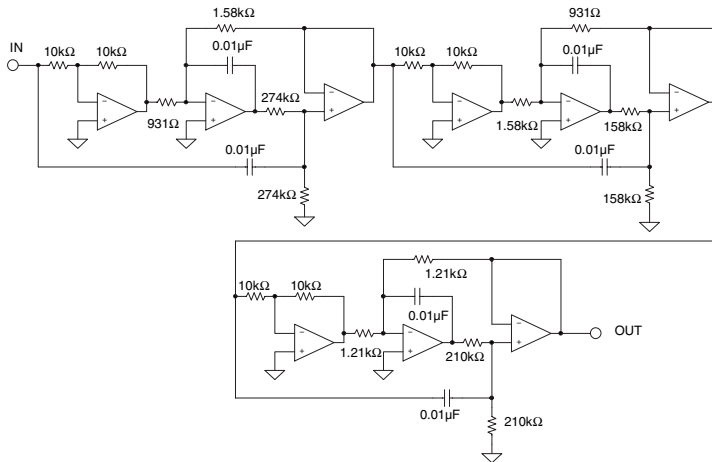 1.58kΩ
931Ω
IN
10kΩ
10kΩ
0.01µF
10kΩ
10kΩ
0.01µF
−
+
931Ω
−
+
274kΩ
−
+
−
+
1.58kΩ
−
+
158kΩ
−
+
0.01µF
274kΩ
0.01µF
158kΩ
10kΩ
10kΩ
1.21kΩ
0.01µF
−
+
1.21kΩ
−
+
210kΩ
−
+
OUT
0.01µF
210kΩ